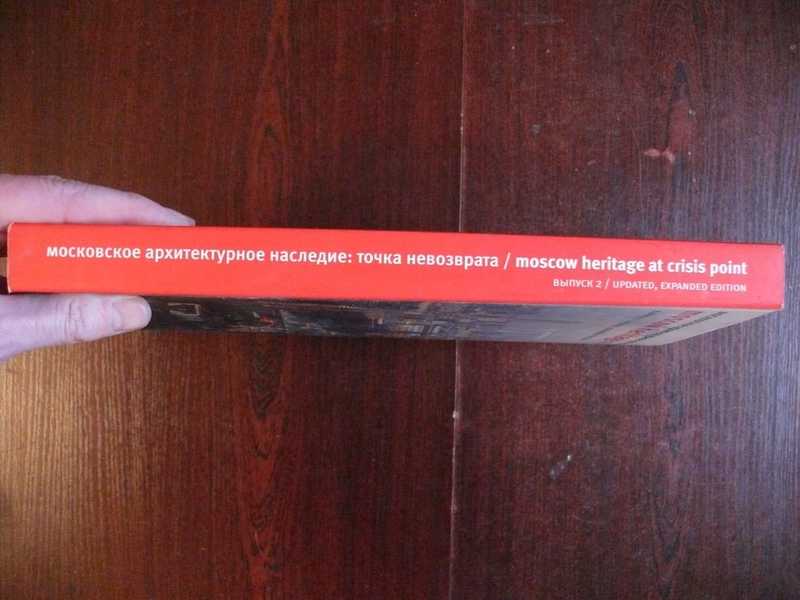 московское архитектурное наследие: точка невозврата / moscow heritage at crisis point
выпуск 2 / updated, expanded edition